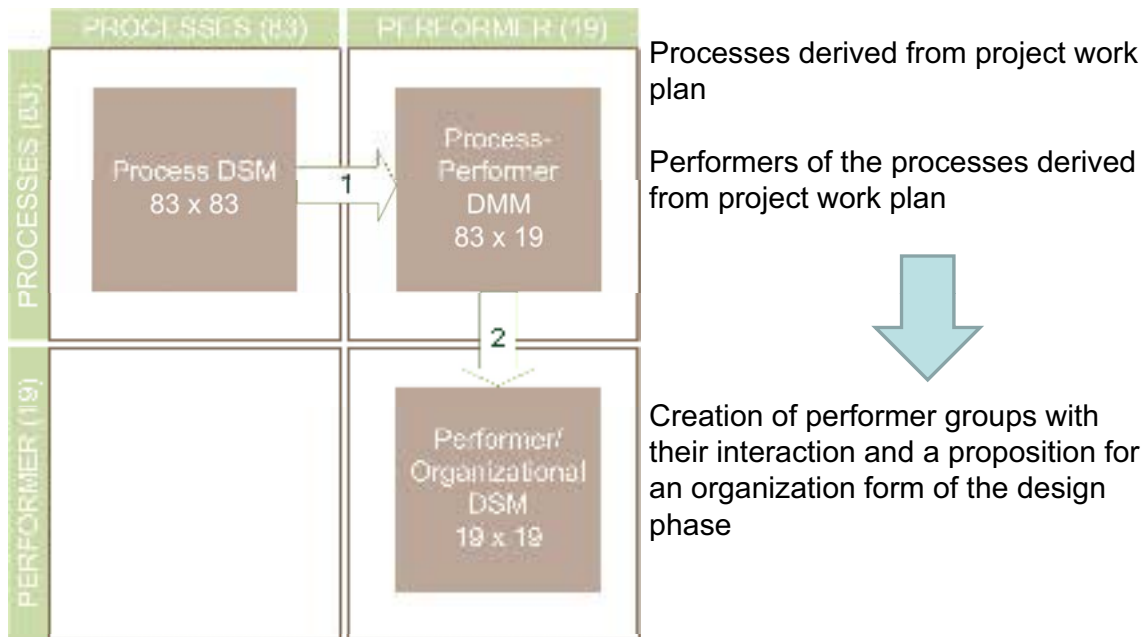 PROCESSES (83)
PERFORMER (19)
PROCESSES (83)
Process DSM
83 x 83
1
Process-
Performer
DMM
83 x 19
2
PERFORMER (19)
Performer/
Organizational
DSM
19 x 19
Processes derived from project work
plan
Performers of the processes derived
from project work plan
Creation of performer groups with
their interaction and a proposition for
an organization form of the design
phase